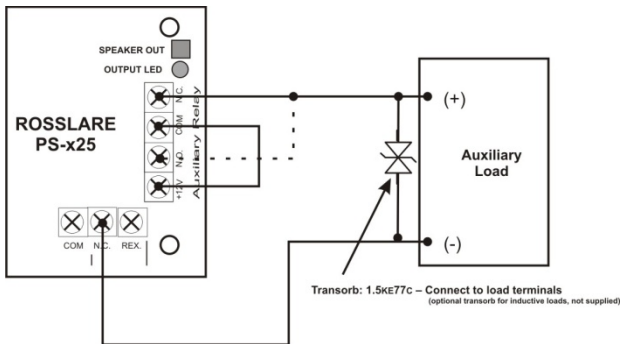 SPEAKER OUT
OUTPUT LED
ROSSLARE
PS-x25
N.C.
COM
N.O.
+12V
Auxiliary Relay
COM
N.C.
REX.
(+)
Auxiliary
Load
(-)
Transorb: 1.5KE77C – Connect to load terminals
(optional transorb for inductive loads, not supplied)